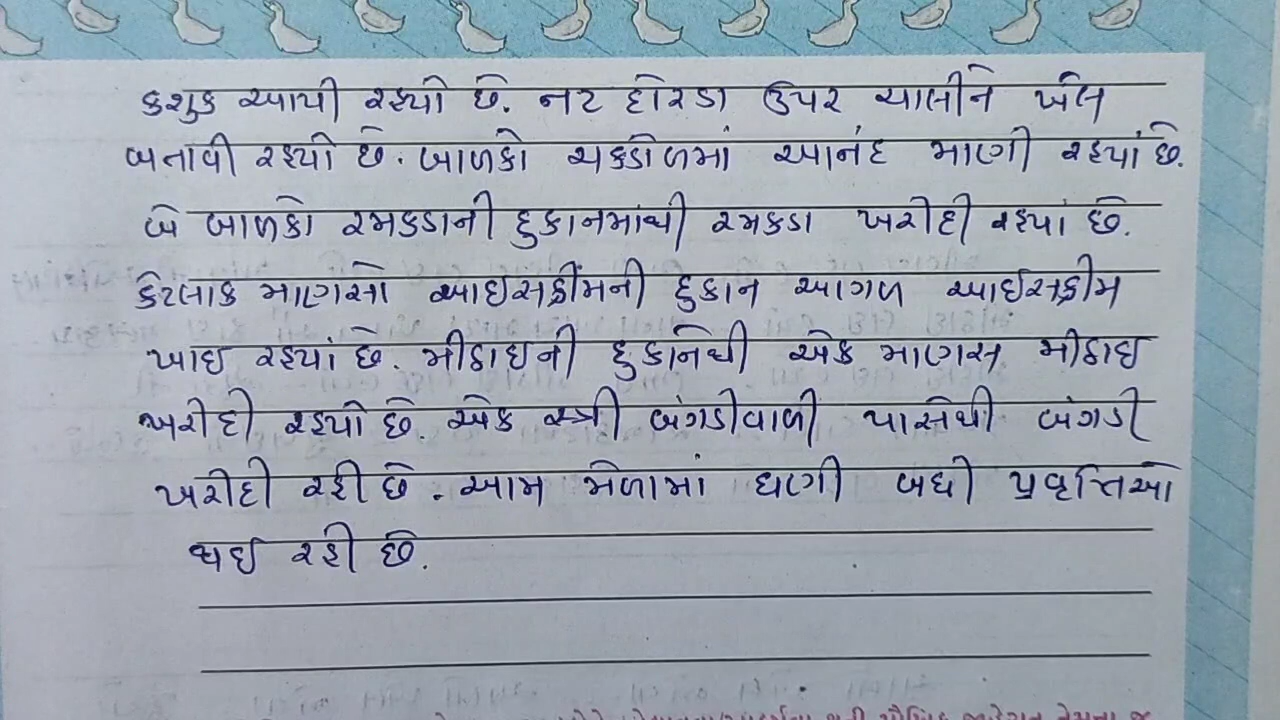 કશુક આપી રહ્યો છે. નટ દોરડા ઉપર ચાલીને ખેલ
બતાવી રહ્યો છે. બાળકો ચકડોળમાં આનંદ માણી રહ્યાં છે.
બે બાળકો રમકડાની દુકાનમાંથી રમકડા ખરીદી રહ્યાં છે.
કેટલાક માણસો આઈસક્રીમની દુકાન આગળ આઈસક્રીમ
ખાઇ રહ્યાં છે. મીઠાઇની દુકાનેથી એક માણસ મીઠાઇ
ખરીદી રહ્યો છે. એક સ્ત્રી બંગડીવાળી પાસેથી બંગડી
ખરીદી રહી છે. આમ મેળામાં ઘણી બધી પ્રવૃત્તિઓ
થઇ રહી છે.